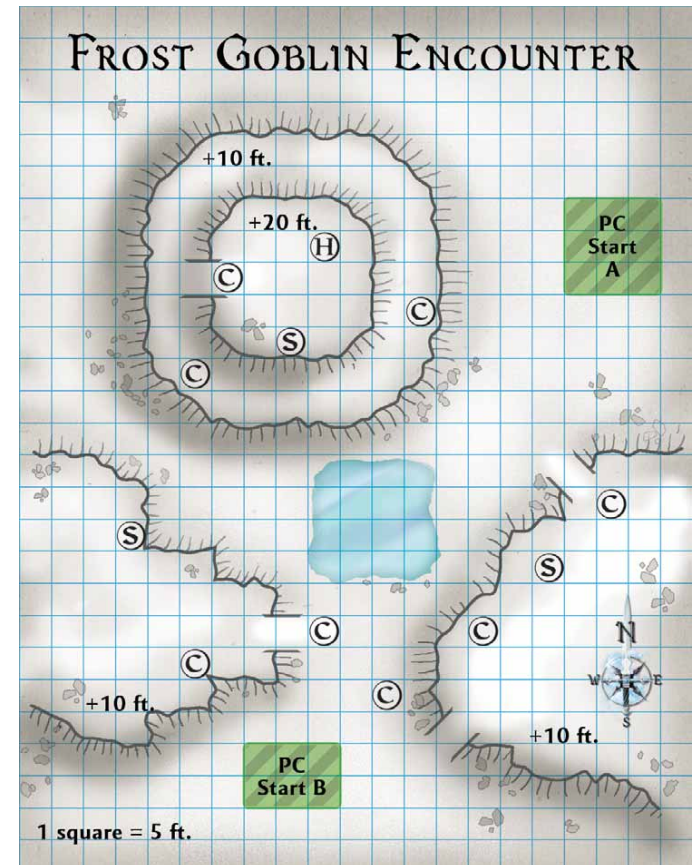 FROST GOBLIN ENCOUNTER
+10 ft.
+20 ft.
H
PC
Start
A
C
C
S
C
C
S
S
C
C
N
C
W E
S
C
+10 ft.
+10 ft.
PC
Start B
1 square = 5 ft.